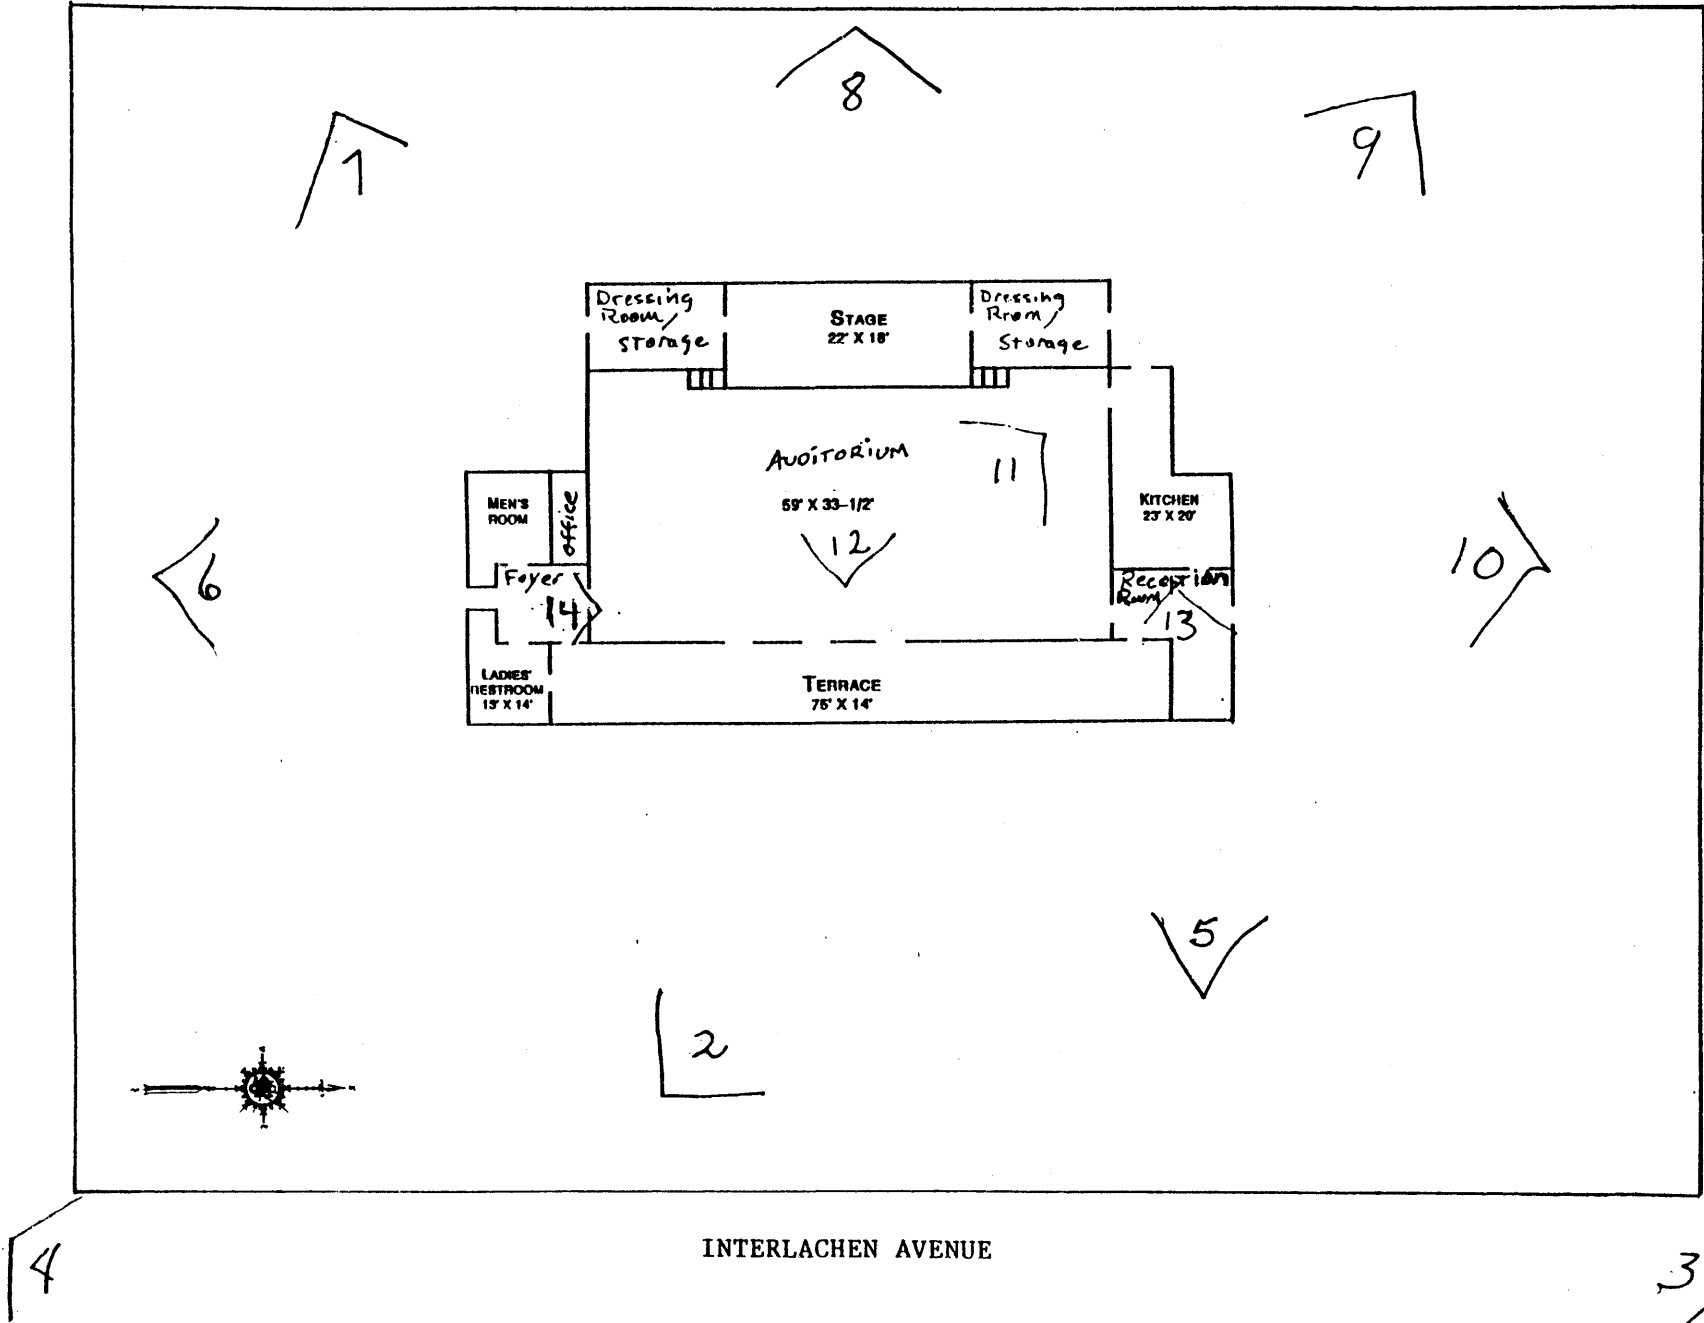 8
7
9
Dressing
Room/
Storage
STAGE
22' X 18'
Dressing
Rrom/
Storage
AUDITORIUM
11
59' X 33-1/2'
12
MEN'S
ROOM
office
KITCHEN
23' X 20'
6
Foyer
14
Reception
Room
13
10
LADIES'
RESTROOM
13' X 14'
TERRACE
75' X 14'
5
2
INTERLACHEN AVENUE
4
3